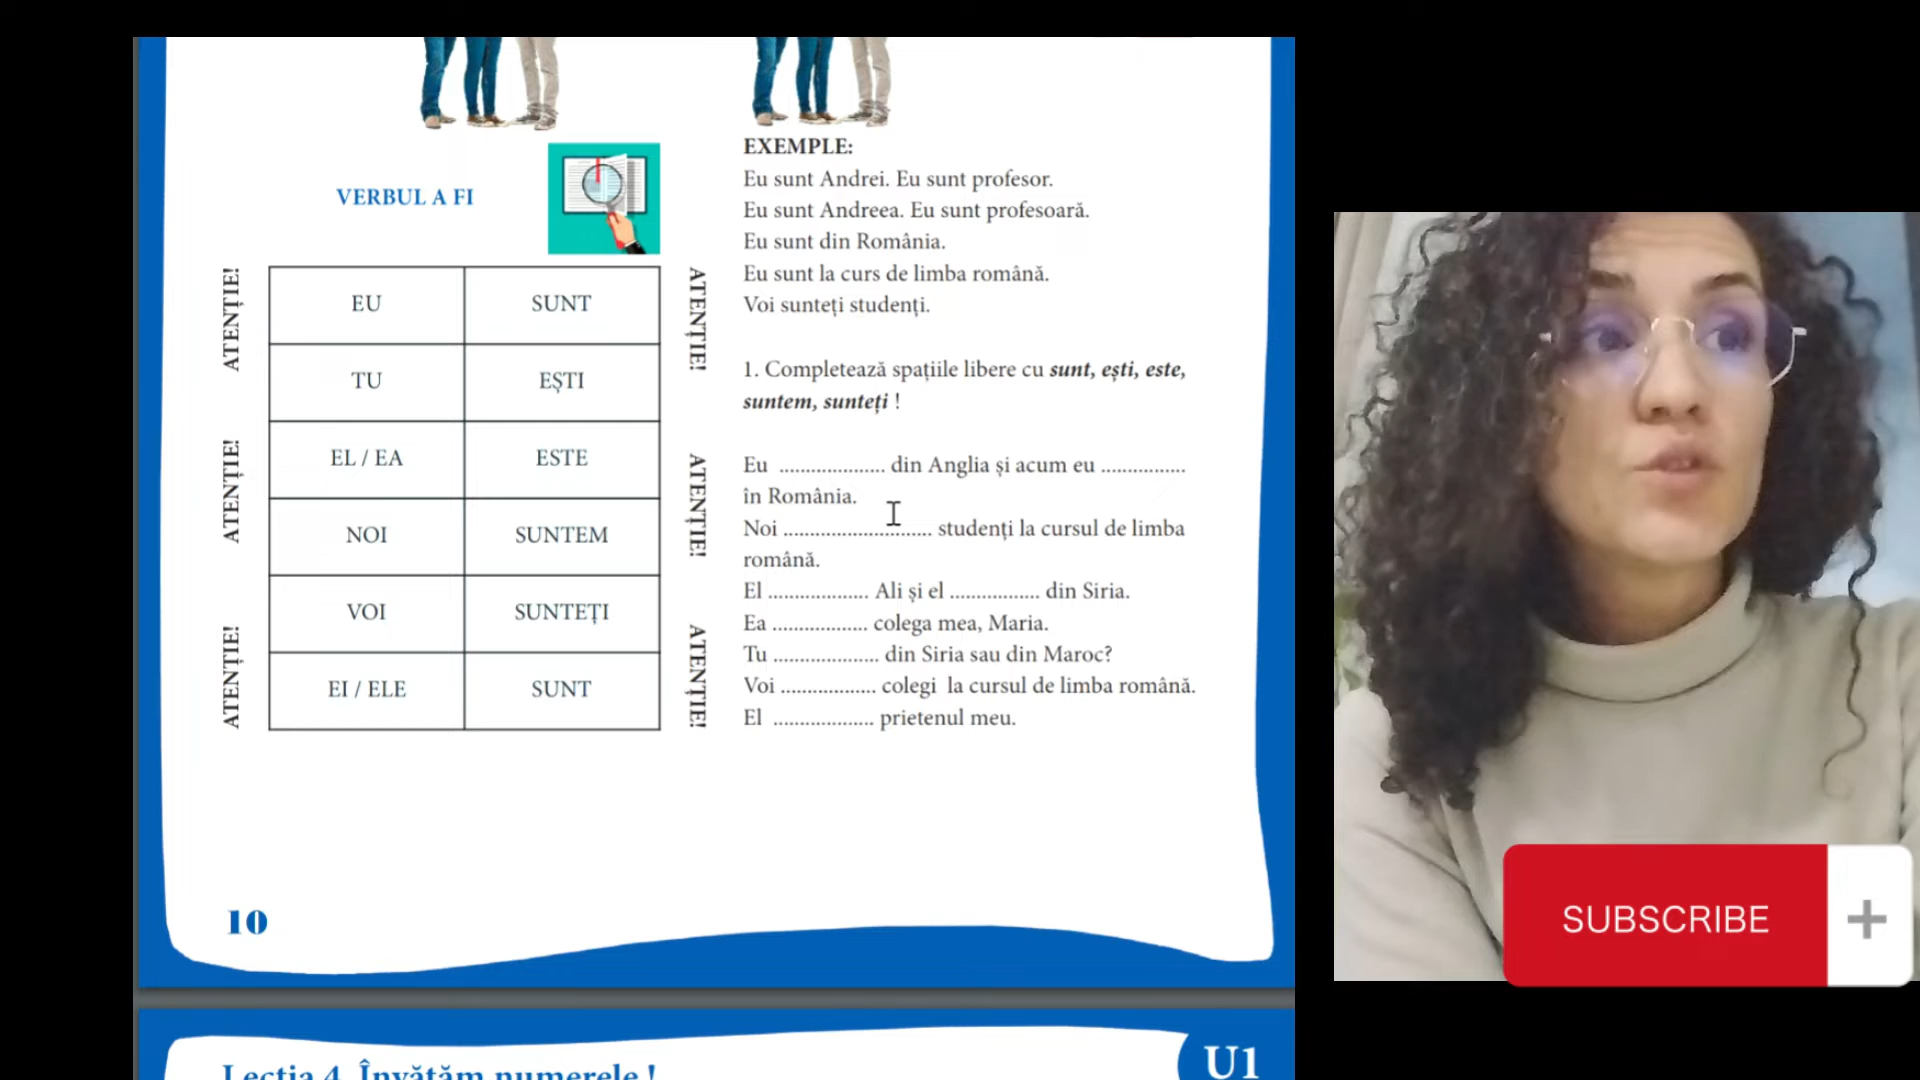 VERBUL A FI
ATENȚIE!
ATENȚIE!
ATENȚIE!
EU SUNT
TU EȘTI
EL / EA ESTE
NOI SUNTEM
VOI SUNTEȚI
EI / ELE SUNT
ATENȚIE!
ATENȚIE!
ATENȚIE!
EXEMPLE:
Eu sunt Andrei. Eu sunt profesor.
Eu sunt Andreea. Eu sunt profesoară.
Eu sunt din România.
Eu sunt la curs de limba română.
Voi sunteți studenți.
1. Completează spațiile libere cu sunt, ești, este,
suntem, sunteți !
Eu .................. din Anglia și acum eu ..............
în România.
Noi ......................... studenți la cursul de limba
română.
El ................. Ali și el ............... din Siria.
Ea ................ colega mea, Maria.
Tu .................. din Siria sau din Maroc?
Voi ................ colegi la cursul de limba română.
El ................. prietenul meu.
10
Lecția 4. Învățăm numerele !
U1
SUBSCRIBE